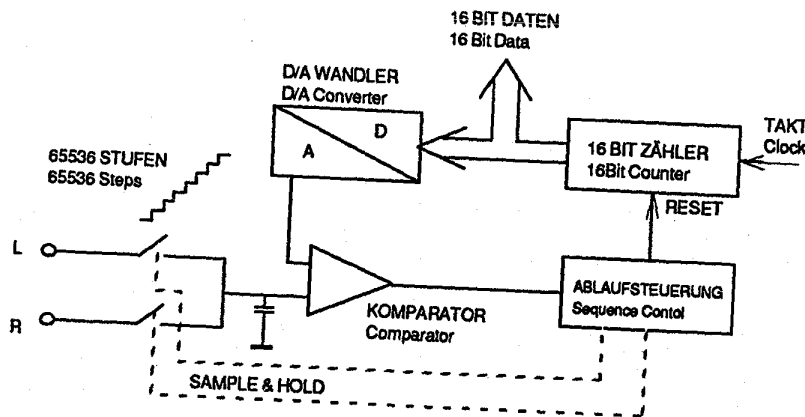 16 BIT DATEN
16 Bit Data
D/A WANDLER
D/A Converter
D
A
16 BIT ZÄHLER
16Bit Counter
TAKT
Clock
65536 STUFEN
65536 Steps
RESET
L
R
KOMPARATOR
Comparator
ABLAUFSTEUERUNG
Sequence Contol
SAMPLE & HOLD